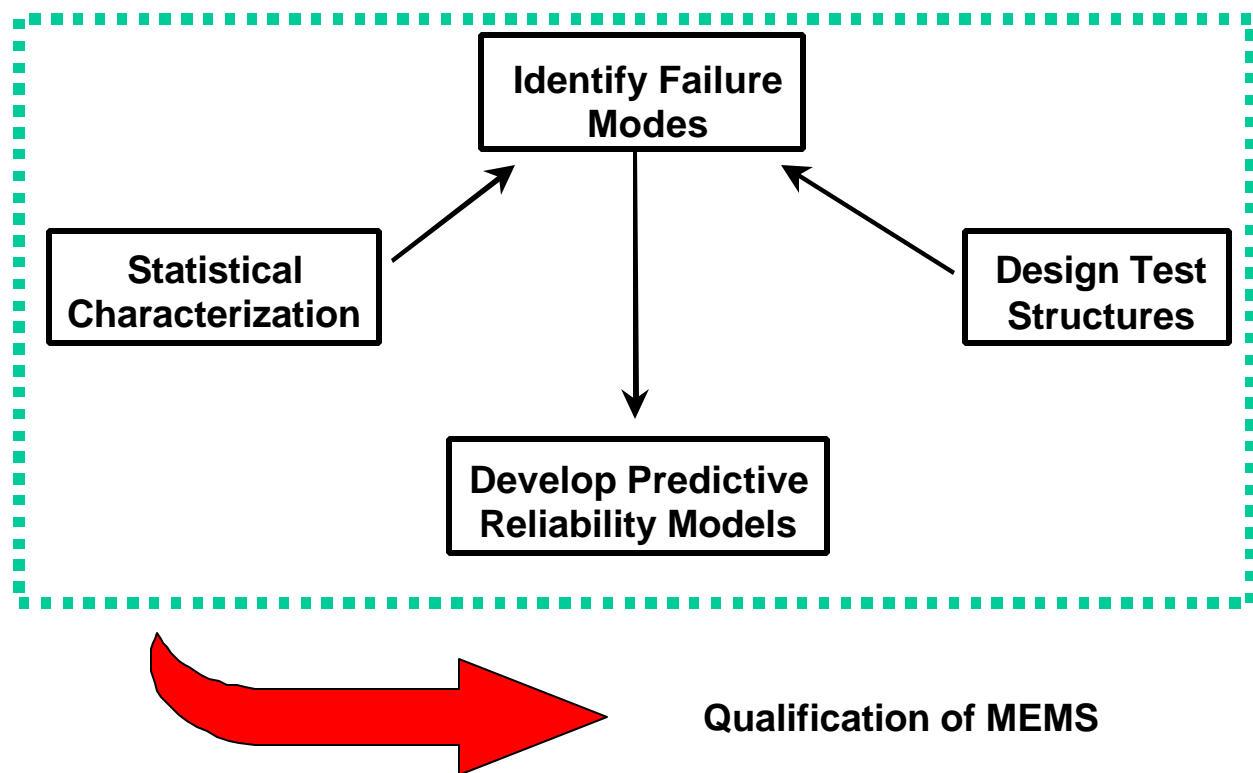 Identify Failure
Modes
Statistical
Characterization
Design Test
Structures
Develop Predictive
Reliability Models
Qualification of MEMS